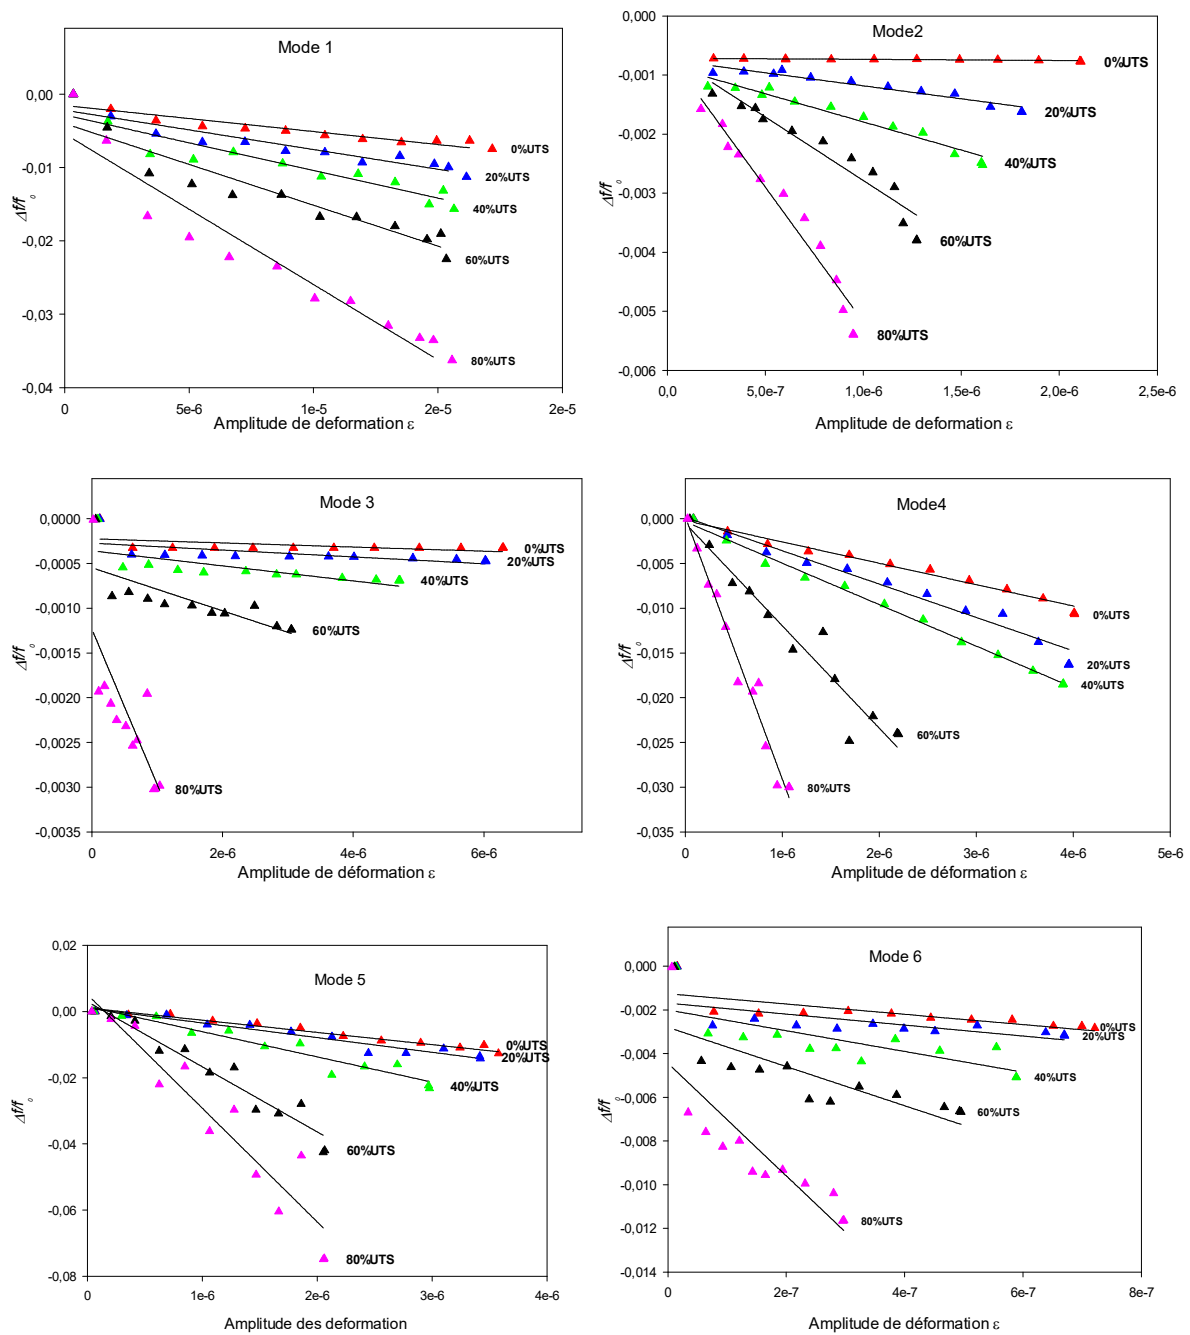 Mode 1
0,00
-0,01
-0,02
-0,03
-0,04
Δf/f₀
0%UTS
20%UTS
40%UTS
60%UTS
80%UTS
0
5e-6
1e-5
2e-5
2e-5
Amplitude de deformation ε
Mode2
0,000
-0,001
-0,002
-0,003
-0,004
-0,005
-0,006
Δf/f₀
0%UTS
20%UTS
40%UTS
60%UTS
80%UTS
0,0
5,0e-7
1,0e-6
1,5e-6
2,0e-6
2,5e-6
Amplitude de deformation ε
Mode 3
0,0000
-0,0005
-0,0010
-0,0015
-0,0020
-0,0025
-0,0030
-0,0035
Δf/f₀
0%UTS
20%UTS
40%UTS
60%UTS
80%UTS
0
2e-6
4e-6
6e-6
Amplitude de déformation ε
Mode4
0,000
-0,005
-0,010
-0,015
-0,020
-0,025
-0,030
-0,035
Δf/f₀
0%UTS
20%UTS
40%UTS
60%UTS
80%UTS
0
1e-6
2e-6
3e-6
4e-6
5e-6
Amplitude de déformation ε
Mode 5
0,02
0,00
-0,02
-0,04
-0,06
-0,08
Δf/f₀
0%UTS
20%UTS
40%UTS
60%UTS
80%UTS
0
1e-6
2e-6
3e-6
4e-6
Amplitude des deformation
Mode 6
0,000
-0,002
-0,004
-0,006
-0,008
-0,010
-0,012
-0,014
Δf/f₀
0%UTS
20%UTS
40%UTS
60%UTS
80%UTS
0
2e-7
4e-7
6e-7
8e-7
Amplitude de déformation ε